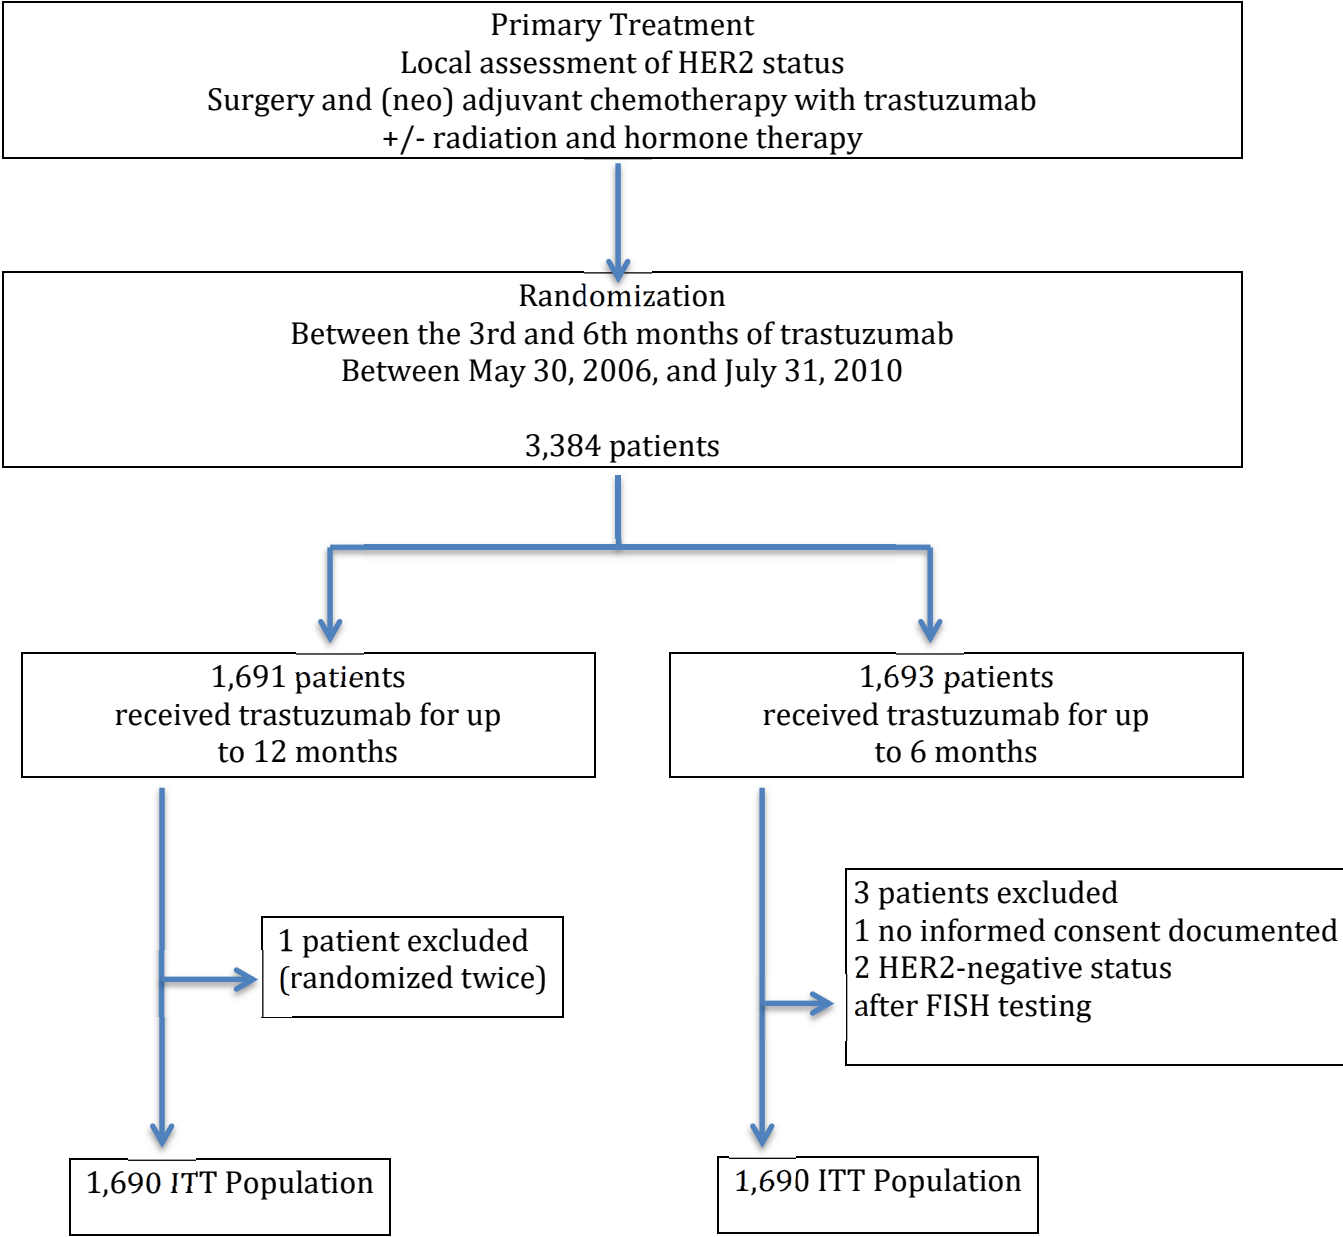 Primary Treatment
Local assessment of HER2 status
Surgery and (neo) adjuvant chemotherapy with trastuzumab
+/- radiation and hormone therapy
Randomization
Between the 3rd and 6th months of trastuzumab
Between May 30, 2006, and July 31, 2010
3,384 patients
1,691 patients
received trastuzumab for up
to 12 months
1,693 patients
received trastuzumab for up
to 6 months
1 patient excluded
(randomized twice)
3 patients excluded
1 no informed consent documented
2 HER2-negative status
after FISH testing
1,690 ITT Population
1,690 ITT Population